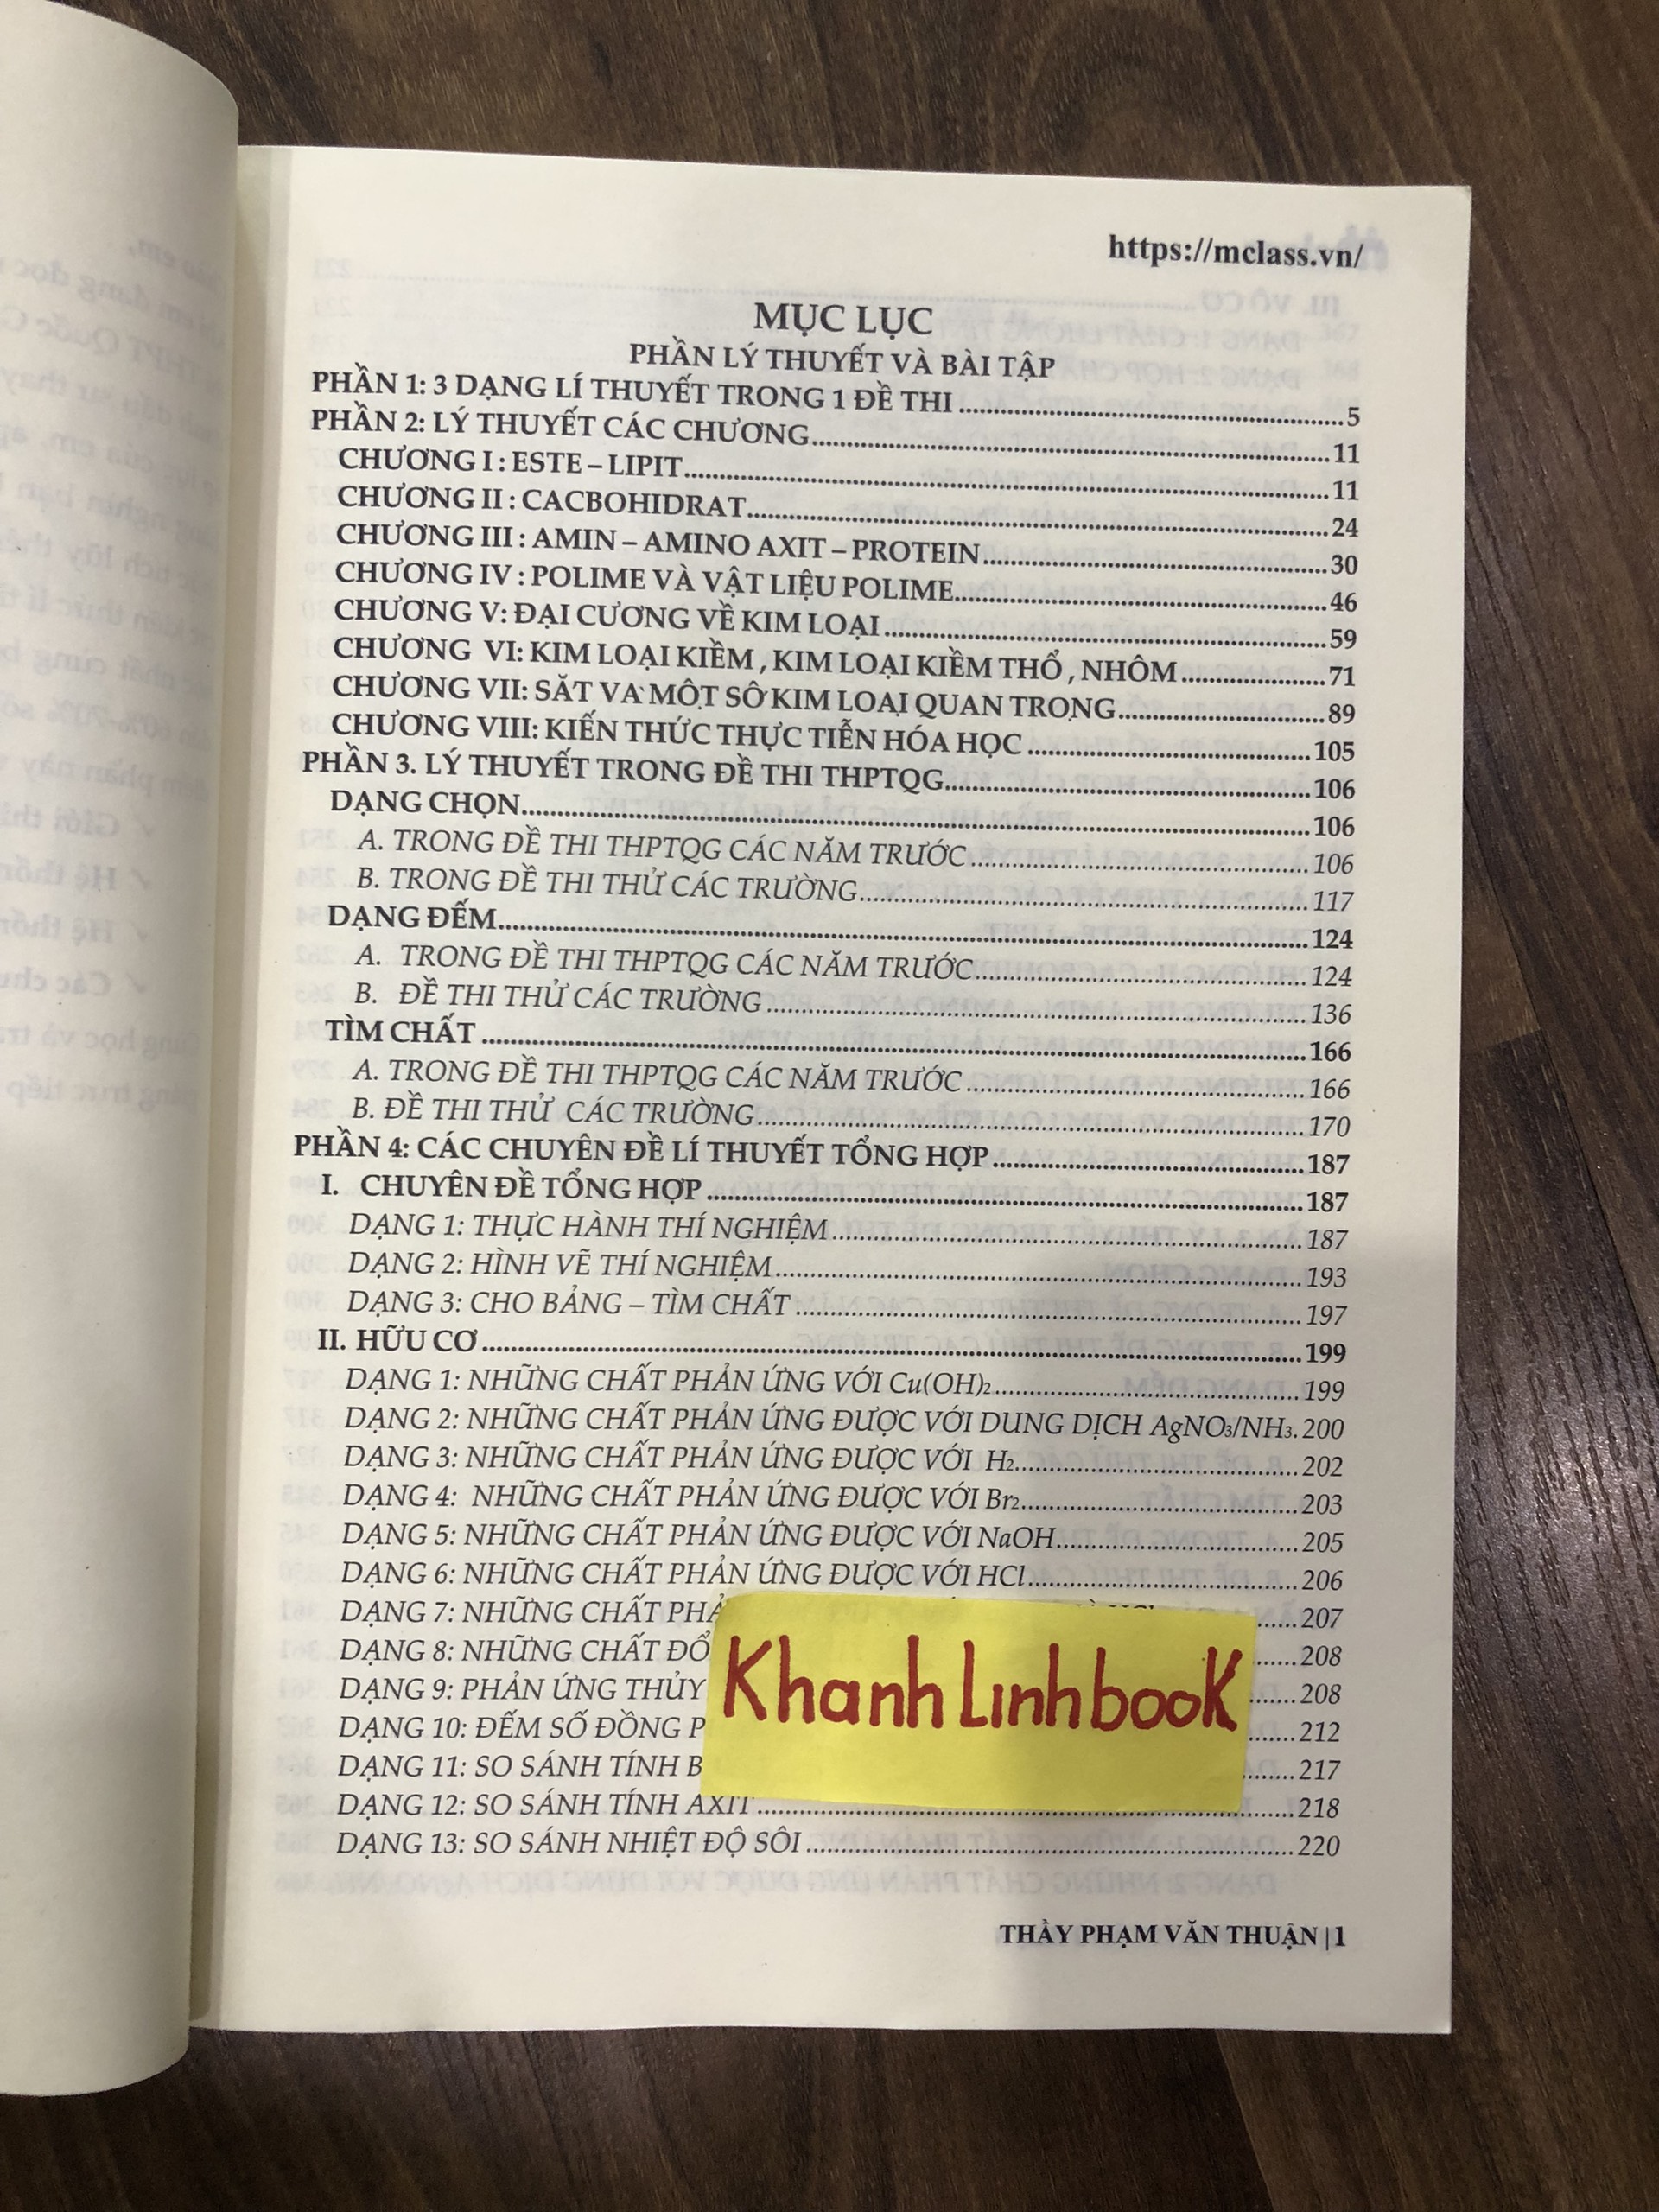 https://mclass.vn/
MỤC LỤC
PHẦN LÝ THUYẾT VÀ BÀI TẬP
PHẦN 1: 3 DẠNG LÍ THUYẾT TRONG 1 ĐỀ THI ........ 5
PHẦN 2: LÝ THUYẾT CÁC CHƯƠNG........ 11
CHƯƠNG I : ESTE – LIPIT........ 11
CHƯƠNG II : CACBOHIDRAT........ 24
CHƯƠNG III : AMIN – AMINO AXIT – PROTEIN........ 30
CHƯƠNG IV : POLIME VÀ VẬT LIỆU POLIME........ 46
CHƯƠNG V: ĐẠI CƯƠNG VỀ KIM LOẠI ........ 59
CHƯƠNG VI: KIM LOẠI KIỀM , KIM LOẠI KIỀM THỔ , NHÔM ........ 71
CHƯƠNG VII: SẮT VÀ MỘT SỐ KIM LOẠI QUAN TRỌNG........ 89
CHƯƠNG VIII: KIẾN THỨC THỰC TIỄN HÓA HỌC ........ 105
PHẦN 3. LÝ THUYẾT TRONG ĐỀ THI THPTQG........ 106
DẠNG CHỌN........ 106
A. TRONG ĐỀ THI THPTQG CÁC NĂM TRƯỚC ........ 106
B. TRONG ĐỀ THI THỬ CÁC TRƯỜNG........ 117
DẠNG ĐẾM........ 124
A. TRONG ĐỀ THI THPTQG CÁC NĂM TRƯỚC........ 124
B. ĐỀ THI THỬ CÁC TRƯỜNG ........ 136
TÌM CHẤT ........ 166
A. TRONG ĐỀ THI THPTQG CÁC NĂM TRƯỚC ........ 166
B. ĐỀ THI THỬ CÁC TRƯỜNG........ 170
PHẦN 4: CÁC CHUYÊN ĐỀ LÍ THUYẾT TỔNG HỢP........ 187
I. CHUYÊN ĐỀ TỔNG HỢP ........ 187
DẠNG 1: THỰC HÀNH THÍ NGHIỆM........ 187
DẠNG 2: HÌNH VẼ THÍ NGHIỆM........ 193
DẠNG 3: CHO BẢNG – TÌM CHẤT ........ 197
II. HỮU CƠ ........ 199
DẠNG 1: NHỮNG CHẤT PHẢN ỨNG VỚI Cu(OH)₂........ 199
DẠNG 2: NHỮNG CHẤT PHẢN ỨNG ĐƯỢC VỚI DUNG DỊCH AgNO₃/NH₃. 200
DẠNG 3: NHỮNG CHẤT PHẢN ỨNG ĐƯỢC VỚI H₂........ 202
DẠNG 4: NHỮNG CHẤT PHẢN ỨNG ĐƯỢC VỚI Br₂........ 203
DẠNG 5: NHỮNG CHẤT PHẢN ỨNG ĐƯỢC VỚI NaOH........ 205
DẠNG 6: NHỮNG CHẤT PHẢN ỨNG ĐƯỢC VỚI HCl........ 206
DẠNG 7: NHỮNG CHẤT PHẢ ........ 207
DẠNG 8: NHỮNG CHẤT ĐỔ ........ 208
DẠNG 9: PHẢN ỨNG THỦY ........ 208
DẠNG 10: ĐẾM SỐ ĐỒNG P ........ 212
DẠNG 11: SO SÁNH TÍNH B ........ 217
DẠNG 12: SO SÁNH TÍNH AXIT ........ 218
DẠNG 13: SO SÁNH NHIỆT ĐỘ SÔI ........ 220
Khanh Linh book
THẦY PHẠM VĂN THUẬN | 1